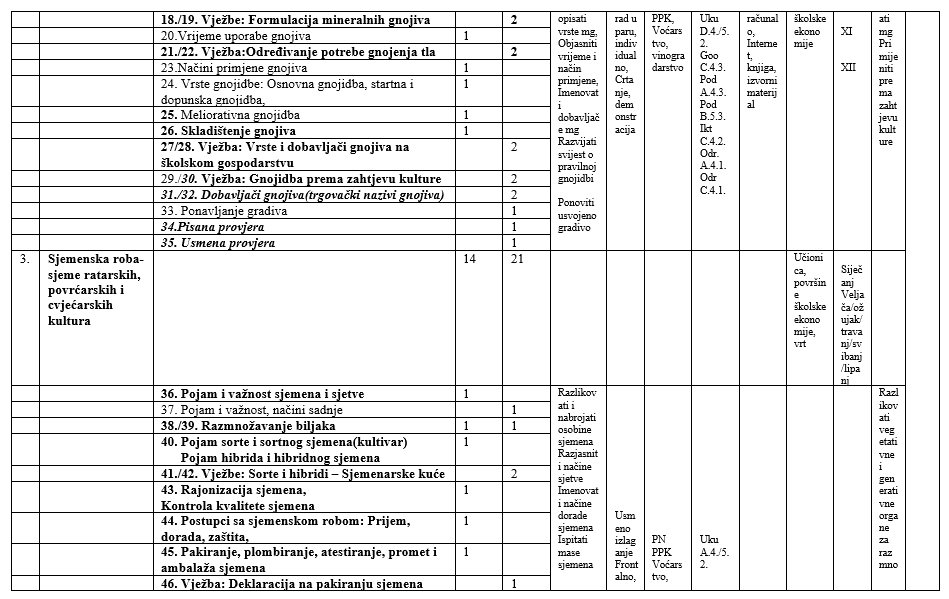 18./19. Vježbe: Formulacija mineralnih gnojiva
2
20.Vrijeme uporabe gnojiva
1
21./22. Vježba:Određivanje potrebe gnojenja tla
2
23.Načini primjene gnojiva
1
24. Vrste gnojidbe: Osnovna gnojidba, startna i
dopunska gnojidba,
1
25. Meliorativna gnojidba
1
26. Skladištenje gnojiva
1
27/28. Vježba: Vrste i dobavljači gnojiva na
školskom gospodarstvu
2
29./30. Vježba: Gnojidba prema zahtjevu kulture
2
31./32. Dobavljači gnojiva(trgovački nazivi gnojiva)
2
33. Ponavljanje gradiva
1
34.Pisana provjera
1
35. Usmena provjera
1
opisati
vrste mg,
Objasniti
vrijeme i
način
primjene,
Imenovat
i
dobavljač
e mg
Razvijati
svijest o
pravilnoj
gnojidbi
Ponoviti
usvojeno
gradivo
rad u
paru,
indiv
idual
no,
Crta
nje,
dem
onstr
acija
PPK,
Voćars
tvo,
vinogra
darstvo
Uku
D.4./5.
2.
Goo
C.4.3.
Pod
A.4.3.
Pod
B.5.3.
Ikt
C.4.2.
Odr.
A.4.1.
Odr
C.4.1.
računal
o,
Interne
t,
knjiga,
izvorni
materij
al
školske
ekono
mije
XI
XII
ati
mg
Pri
mije
niti
pre
ma
zaht
jevu
kult
ure
3.
Sjemenska roba-
sjeme ratarskih,
povrćarskih i
cvjećarskih
kultura
14
21
Učioni
ca,
površin
e
školske
ekono
mije,
vrt
Siječ
anj
Velja
ča/ož
ujak/
trava
nj/sv
ibanj
/lipa
nj
36. Pojam i važnost sjemena i sjetve
1
37. Pojam i važnost, načini sadnje
1
38./39. Razmnožavanje biljaka
1
1
40. Pojam sorte i sortnog sjemena(kultivar)
Pojam hibrida i hibridnog sjemena
1
41./42. Vježbe: Sorte i hibridi – Sjemenarske kuće
2
43. Rajonizacija sjemena,
Kontrola kvalitete sjemena
1
44. Postupci sa sjemenskom robom: Prijem,
dorada, zaštita,
1
45. Pakiranje, plombiranje, atestiranje, promet i
ambalaža sjemena
1
46. Vježba: Deklaracija na pakiranju sjemena
1
Razlikov
ati i
nabrojati
osobine
sjemena
Razjasnit
i načine
sjetve
Imenovat
i načine
dorade
sjemena
Ispitati
mase
sjemena
Usm
eno
izlag
anje
Front
alno,
PN
PPK
Voćars
tvo,
Uku
A.4./5.
2.
Razl
ikov
ati
veg
etati
vne
i
gen
erati
vne
orga
ne
za
raz
mno